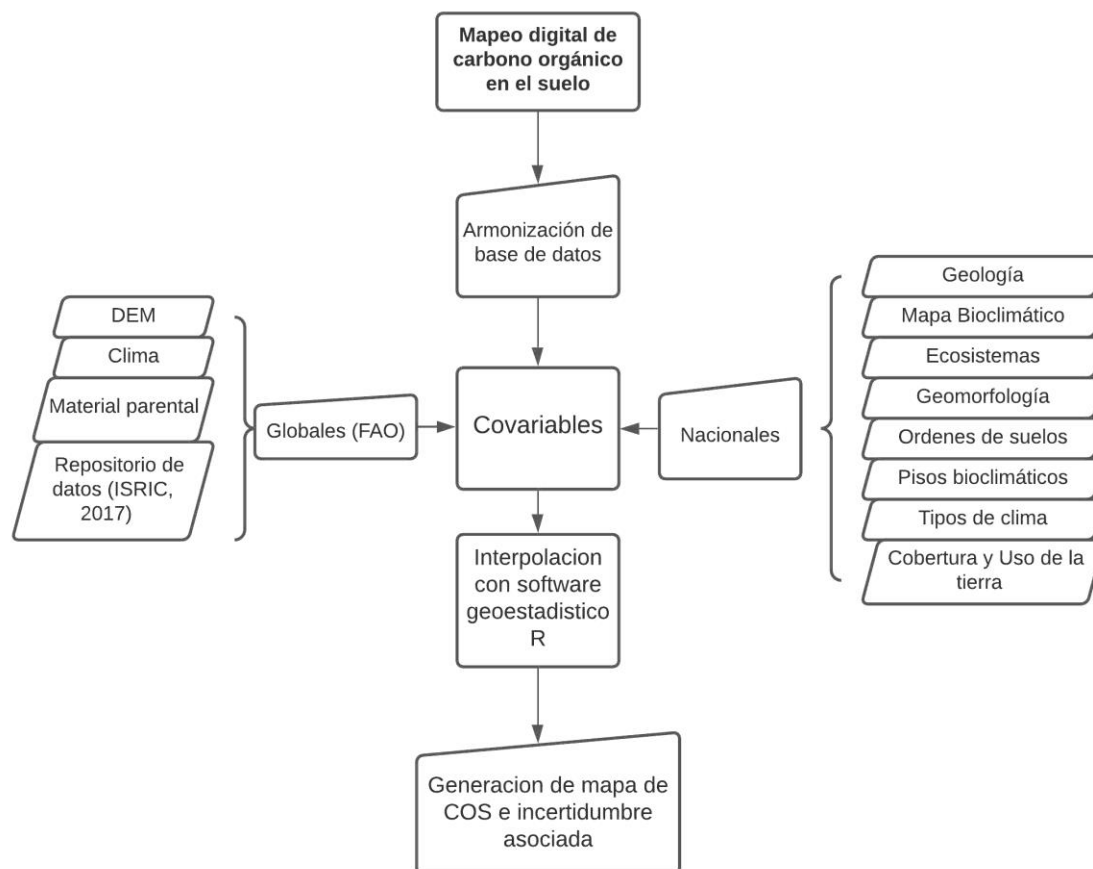 Mapeo digital de
carbono orgánico
en el suelo
Armonización de
base de datos
DEM
Clima
Material parental
Repositorio de
datos (ISRIC,
2017)
Globales (FAO)
Covariables
Nacionales
Geología
Mapa Bioclimático
Ecosistemas
Geomorfología
Ordenes de suelos
Pisos bioclimáticos
Tipos de clima
Cobertura y Uso de la
tierra
Interpolacion
con software
geoestadistico
R
Generacion de mapa de
COS e incertidumbre
asociada